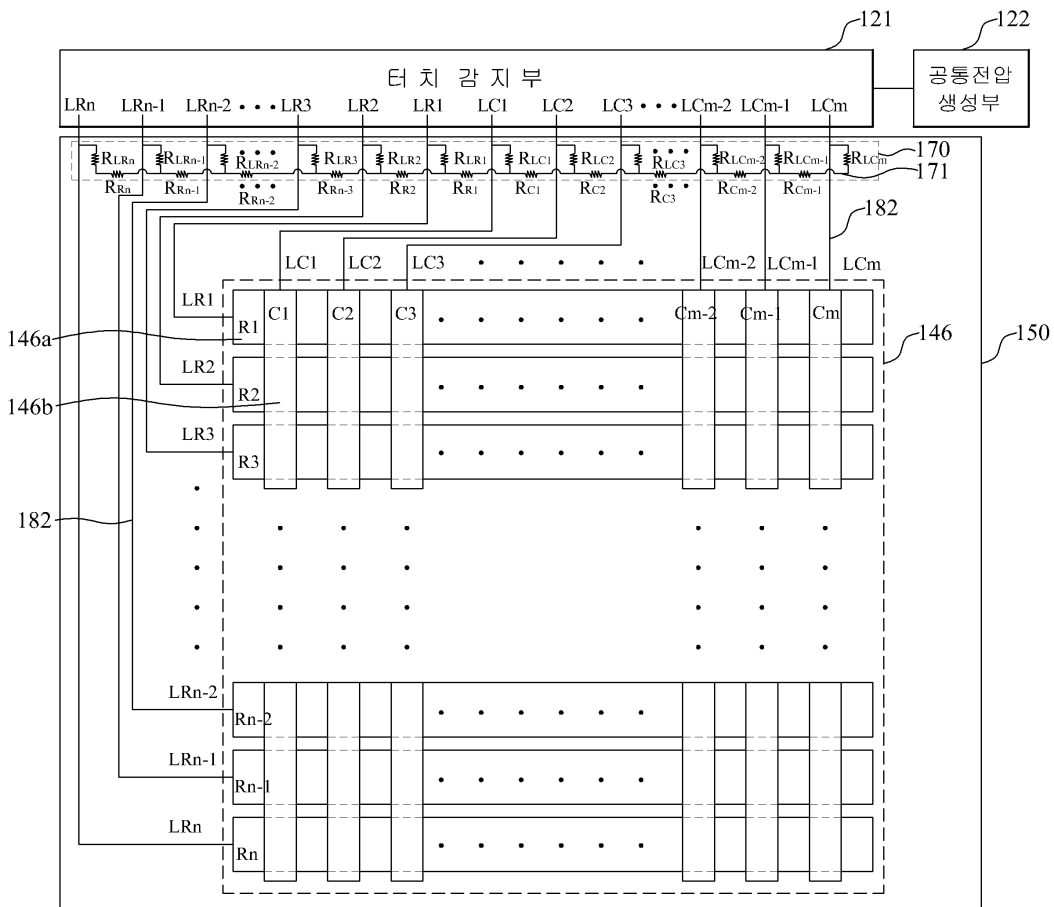 121
122
터치 감지부
공통전압
생성부
LRn LRn-1 LRn-2 LR3 LR2 LR1 LC1 LC2 LC3 LCm-2 LCm-1 LCm
RLRn RLRn-1 RLRn-2 RLR3 RLR2 RLR1 RLC1 RLC2 RLC3 RLCm-2 RLCm-1 RLCm 170
RRn RRn-1 RRn-2 RRn-3 RR2 RR1 RC1 RC2 RC3 RCm-2 RCm-1 171
182
LC1 LC2 LC3 LCm-2 LCm-1 LCm
LR1
R1 C1 C2 C3 Cm-2 Cm-1 Cm
146a 146 150
LR2
R2
146b
LR3
R3
182
LRn-2
Rn-2
LRn-1
Rn-1
LRn
Rn